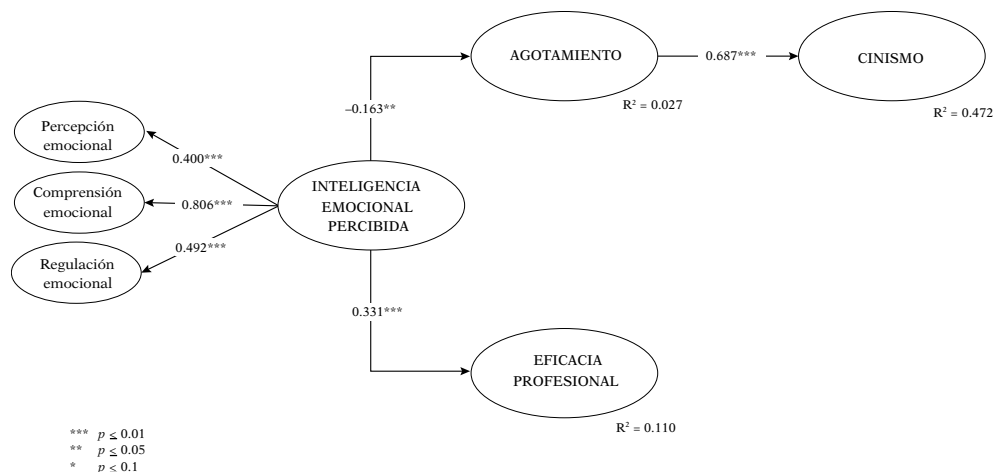 AGOTAMIENTO
0.687***
CINISMO
R² = 0.027
R² = 0.472
–0.163**
Percepción
emocional
0.400***
Comprensión
emocional
0.806***
INTELIGENCIA
EMOCIONAL
PERCIBIDA
Regulación
emocional
0.492***
0.331***
EFICACIA
PROFESIONAL
R² = 0.110
*** p ≤ 0.01
** p ≤ 0.05
* p ≤ 0.1